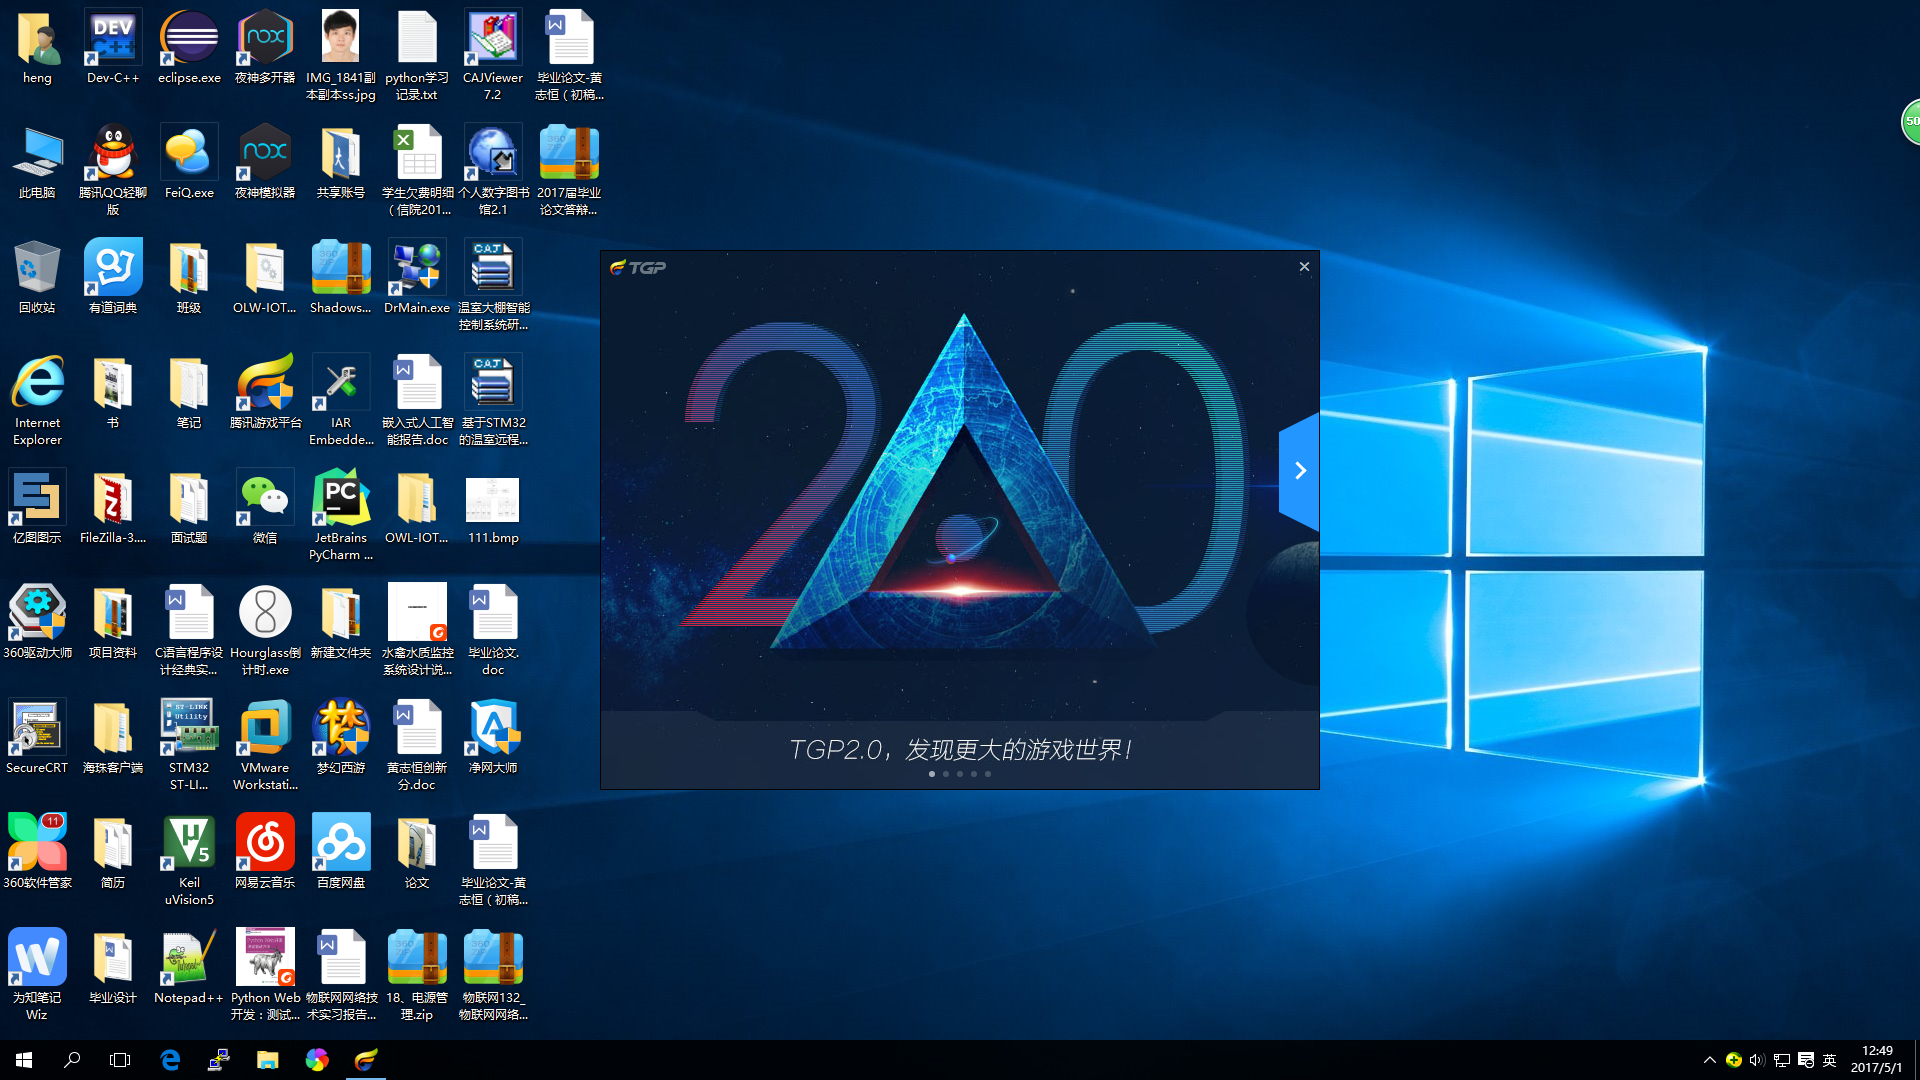 heng
Dev-C++
eclipse.exe
夜神多开器
IMG_1841副
本副本ss.jpg
python学习
记录.txt
CAJViewer
7.2
毕业论文-黄
志恒（初稿...
此电脑
腾讯QQ轻聊
版
FeiQ.exe
夜神模拟器
共享账号
学生欠费明细
（信院201...
个人数字图书
馆2.1
2017届毕业
论文答辩...
回收站
有道词典
班级
OLW-IOT...
Shadows...
DrMain.exe
温室大棚智能
控制系统研...
Internet
Explorer
书
笔记
腾讯游戏平台
IAR
Embedde...
嵌入式人工智
能报告.doc
基于STM32
的温室远程...
亿图图示
FileZilla-3....
面试题
微信
JetBrains
PyCharm ...
OWL-IOT...
111.bmp
360驱动大师
项目资料
C语言程序设
计经典实...
Hourglass倒
计时.exe
新建文件夹
水禽水质监控
系统设计说...
毕业论文.
doc
SecureCRT
海珠客户端
STM32
ST-LI...
VMware
Workstati...
梦幻西游
黄志恒创新
分.doc
净网大师
360软件管家
简历
Keil
uVision5
网易云音乐
百度网盘
论文
毕业论文-黄
志恒（初稿...
为知笔记
Wiz
毕业设计
Notepad++
Python Web
开发：测试...
物联网网络技
术实习报告...
18、电源管
理.zip
物联网132_
物联网网络...
TGP
2.0
TGP2.0，发现更大的游戏世界！
50
英
12:49
2017/5/1